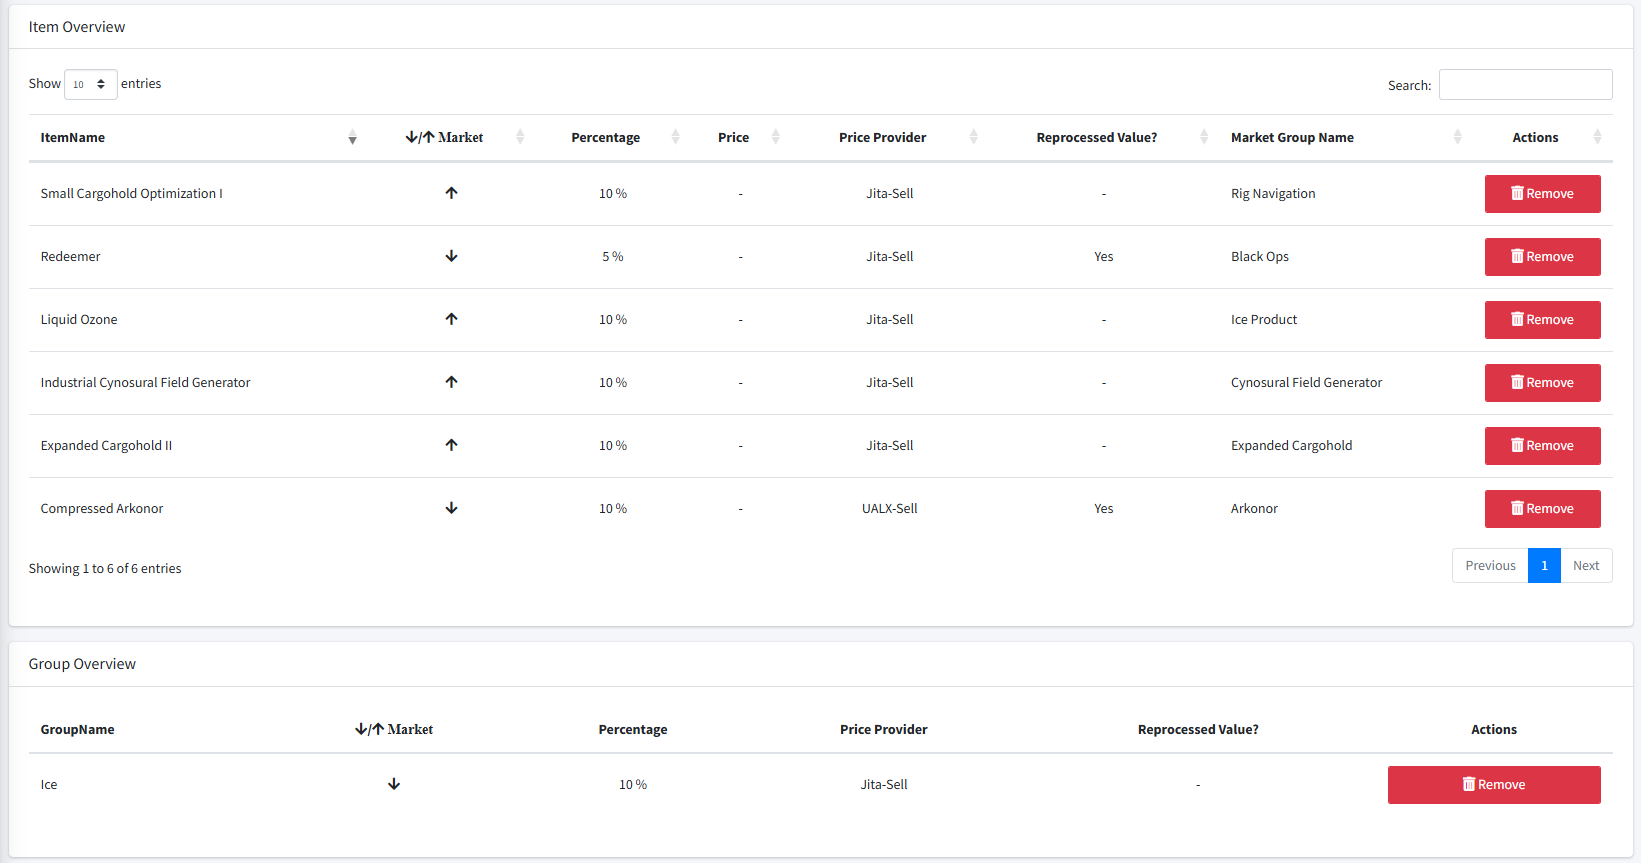 Item Overview
Show 10 entries
Search:
ItemName ↓/↑ Market Percentage Price Price Provider Reprocessed Value? Market Group Name Actions
Small Cargohold Optimization I ↑ 10 % - Jita-Sell - Rig Navigation Remove
Redeemer ↓ 5 % - Jita-Sell Yes Black Ops Remove
Liquid Ozone ↑ 10 % - Jita-Sell - Ice Product Remove
Industrial Cynosural Field Generator ↑ 10 % - Jita-Sell - Cynosural Field Generator Remove
Expanded Cargohold II ↑ 10 % - Jita-Sell - Expanded Cargohold Remove
Compressed Arkonor ↓ 10 % - UALX-Sell Yes Arkonor Remove
Showing 1 to 6 of 6 entries
Previous 1 Next
Group Overview
GroupName ↓/↑ Market Percentage Price Provider Reprocessed Value? Actions
Ice ↓ 10 % Jita-Sell - Remove